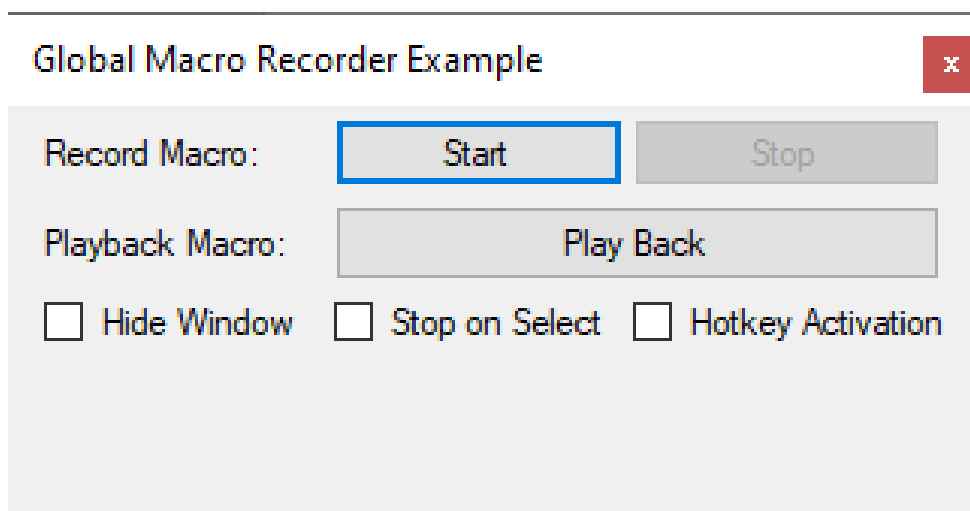 Global Macro Recorder Example x
Record Macro: Start Stop
Playback Macro: Play Back
Hide Window Stop on Select Hotkey Activation